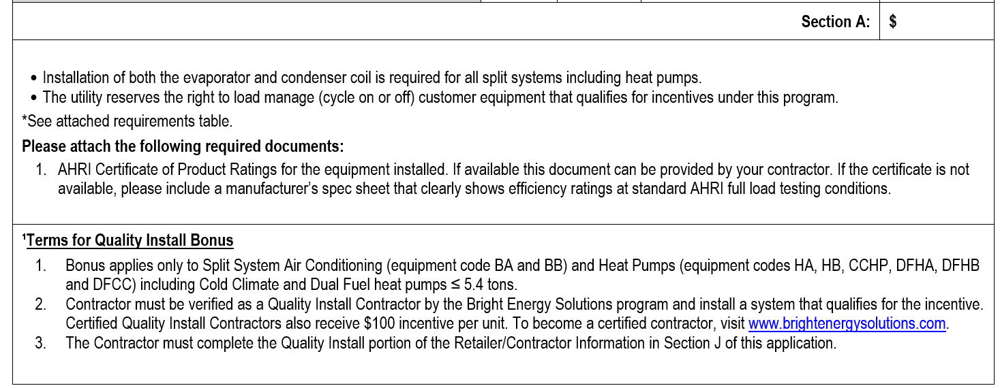 Section A: $
• Installation of both the evaporator and condenser coil is required for all split systems including heat pumps.
• The utility reserves the right to load manage (cycle on or off) customer equipment that qualifies for incentives under this program.
*See attached requirements table.
Please attach the following required documents:
1. AHRI Certificate of Product Ratings for the equipment installed. If available this document can be provided by your contractor. If the certificate is not
available, please include a manufacturer’s spec sheet that clearly shows efficiency ratings at standard AHRI full load testing conditions.
¹Terms for Quality Install Bonus
1. Bonus applies only to Split System Air Conditioning (equipment code BA and BB) and Heat Pumps (equipment codes HA, HB, CCHP, DFHA, DFHB
and DFCC) including Cold Climate and Dual Fuel heat pumps ≤ 5.4 tons.
2. Contractor must be verified as a Quality Install Contractor by the Bright Energy Solutions program and install a system that qualifies for the incentive.
Certified Quality Install Contractors also receive $100 incentive per unit. To become a certified contractor, visit www.brightenergysolutions.com.
3. The Contractor must complete the Quality Install portion of the Retailer/Contractor Information in Section J of this application.